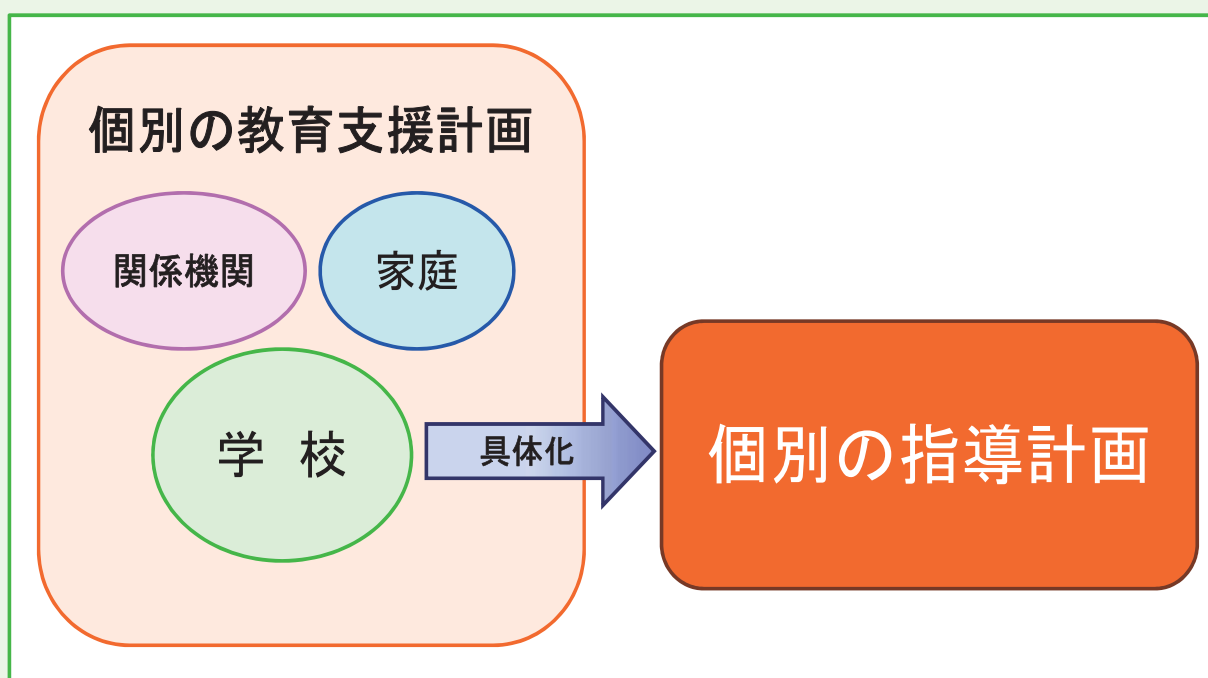 個別の教育支援計画
関係機関
家庭
学 校
具体化
個別の指導計画